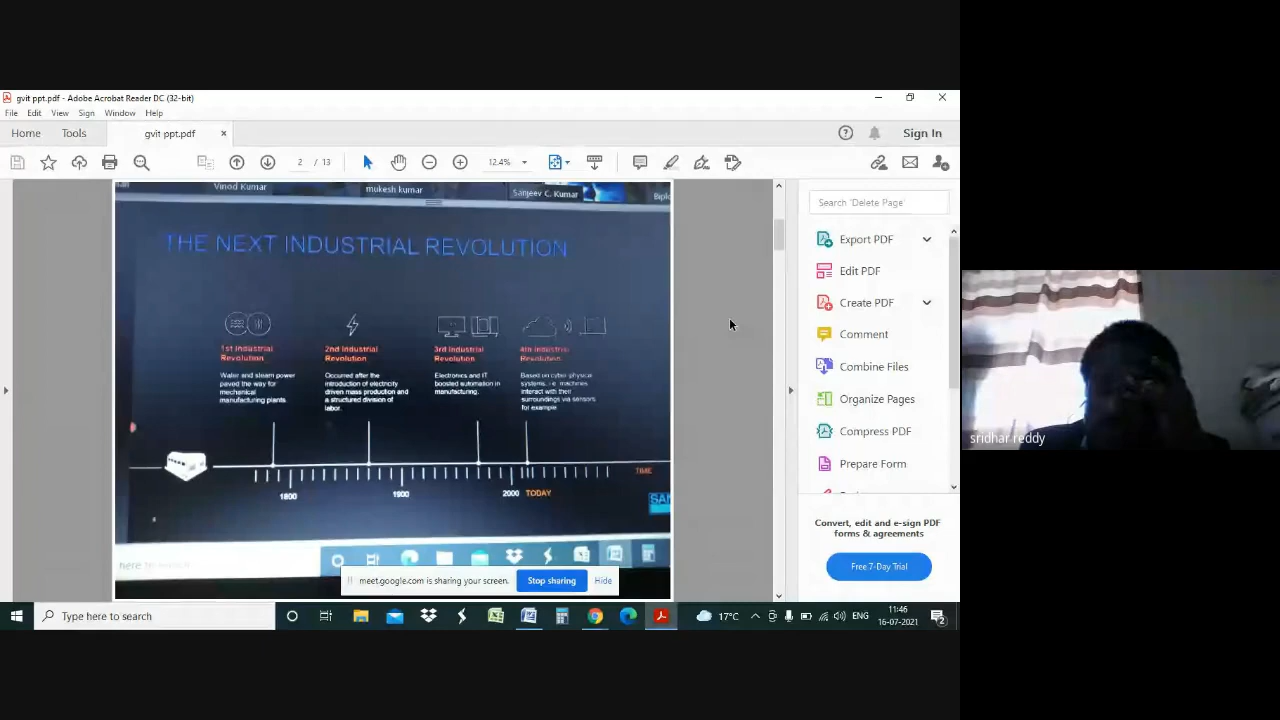 gvit ppt.pdf - Adobe Acrobat Reader DC (32-bit)
File Edit View Sign Window Help
Home Tools gvit ppt.pdf × Sign In
2 / 13 12.4%
Vinod Kumar mukesh kumar Sanjeev C. Kumar
THE NEXT INDUSTRIAL REVOLUTION
1st Industrial
Revolution
Water and steam power
paved the way for
mechanical
manufacturing plants.
2nd Industrial
Revolution
Occurred after the
introduction of electricity
driven mass production and
a structured division of
labor.
3rd Industrial
Revolution
Electronics and IT
boosted automation in
manufacturing.
4th Industrial
Revolution
Based on cyber physical
systems, i.e. machines
interact with their
surroundings via sensors
for example
TIME
1800 1900 2000 TODAY
SAN
here
meet.google.com is sharing your screen. Stop sharing Hide
Search 'Delete Page'
Export PDF
Edit PDF
Create PDF
Comment
Combine Files
Organize Pages
Compress PDF
Prepare Form
Convert, edit and e-sign PDF
forms & agreements
Free 7-Day Trial
sridhar reddy
Type here to search
17°C ENG 11:46
16-07-2021
2